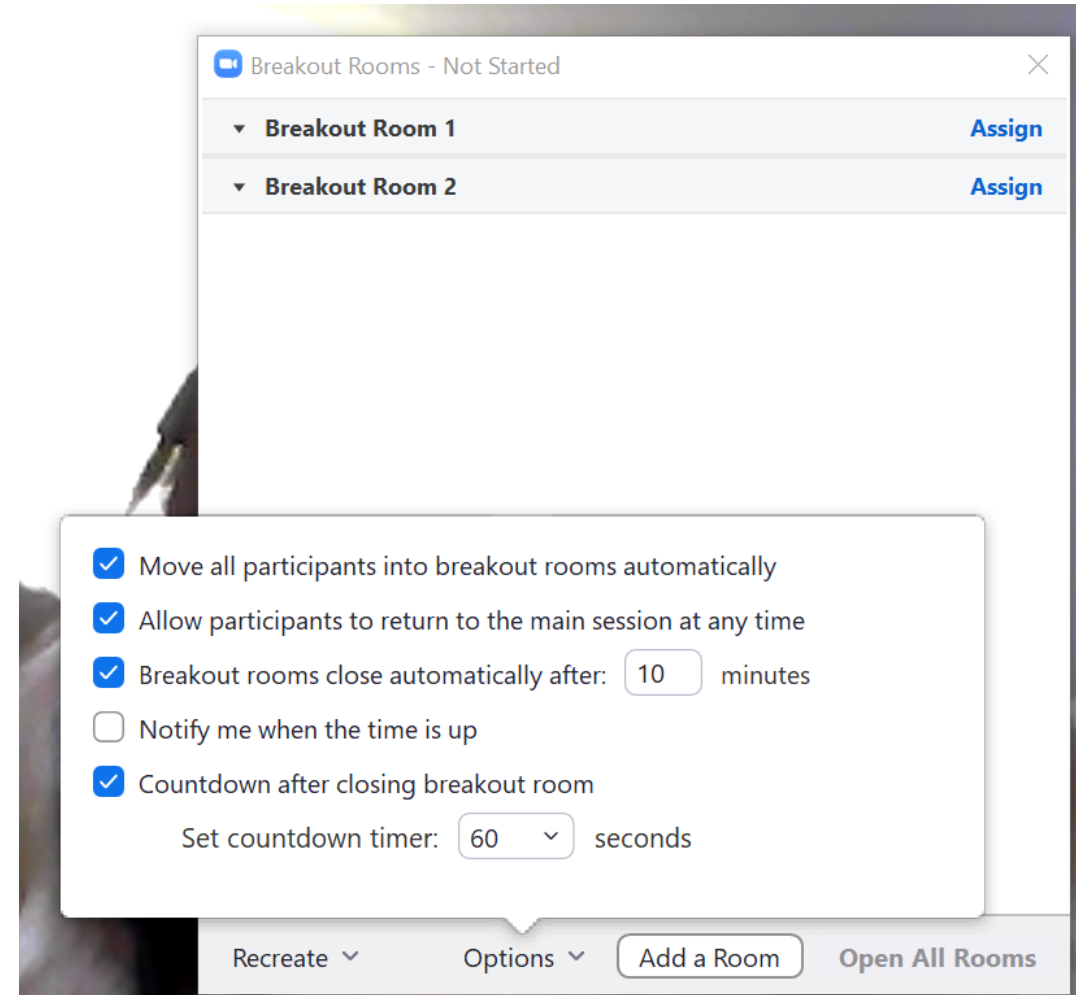 Breakout Rooms - Not Started
Breakout Room 1 Assign
Breakout Room 2 Assign
Move all participants into breakout rooms automatically
Allow participants to return to the main session at any time
Breakout rooms close automatically after: 10 minutes
Notify me when the time is up
Countdown after closing breakout room
Set countdown timer: 60 seconds
Recreate Options Add a Room Open All Rooms